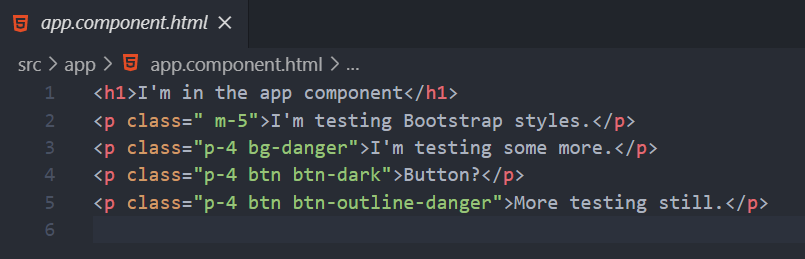 app.component.html ×
src > app > app.component.html > ...
1 <h1>I'm in the app component</h1>
2 <p class=" m-5">I'm testing Bootstrap styles.</p>
3 <p class="p-4 bg-danger">I'm testing some more.</p>
4 <p class="p-4 btn btn-dark">Button?</p>
5 <p class="p-4 btn btn-outline-danger">More testing still.</p>
6